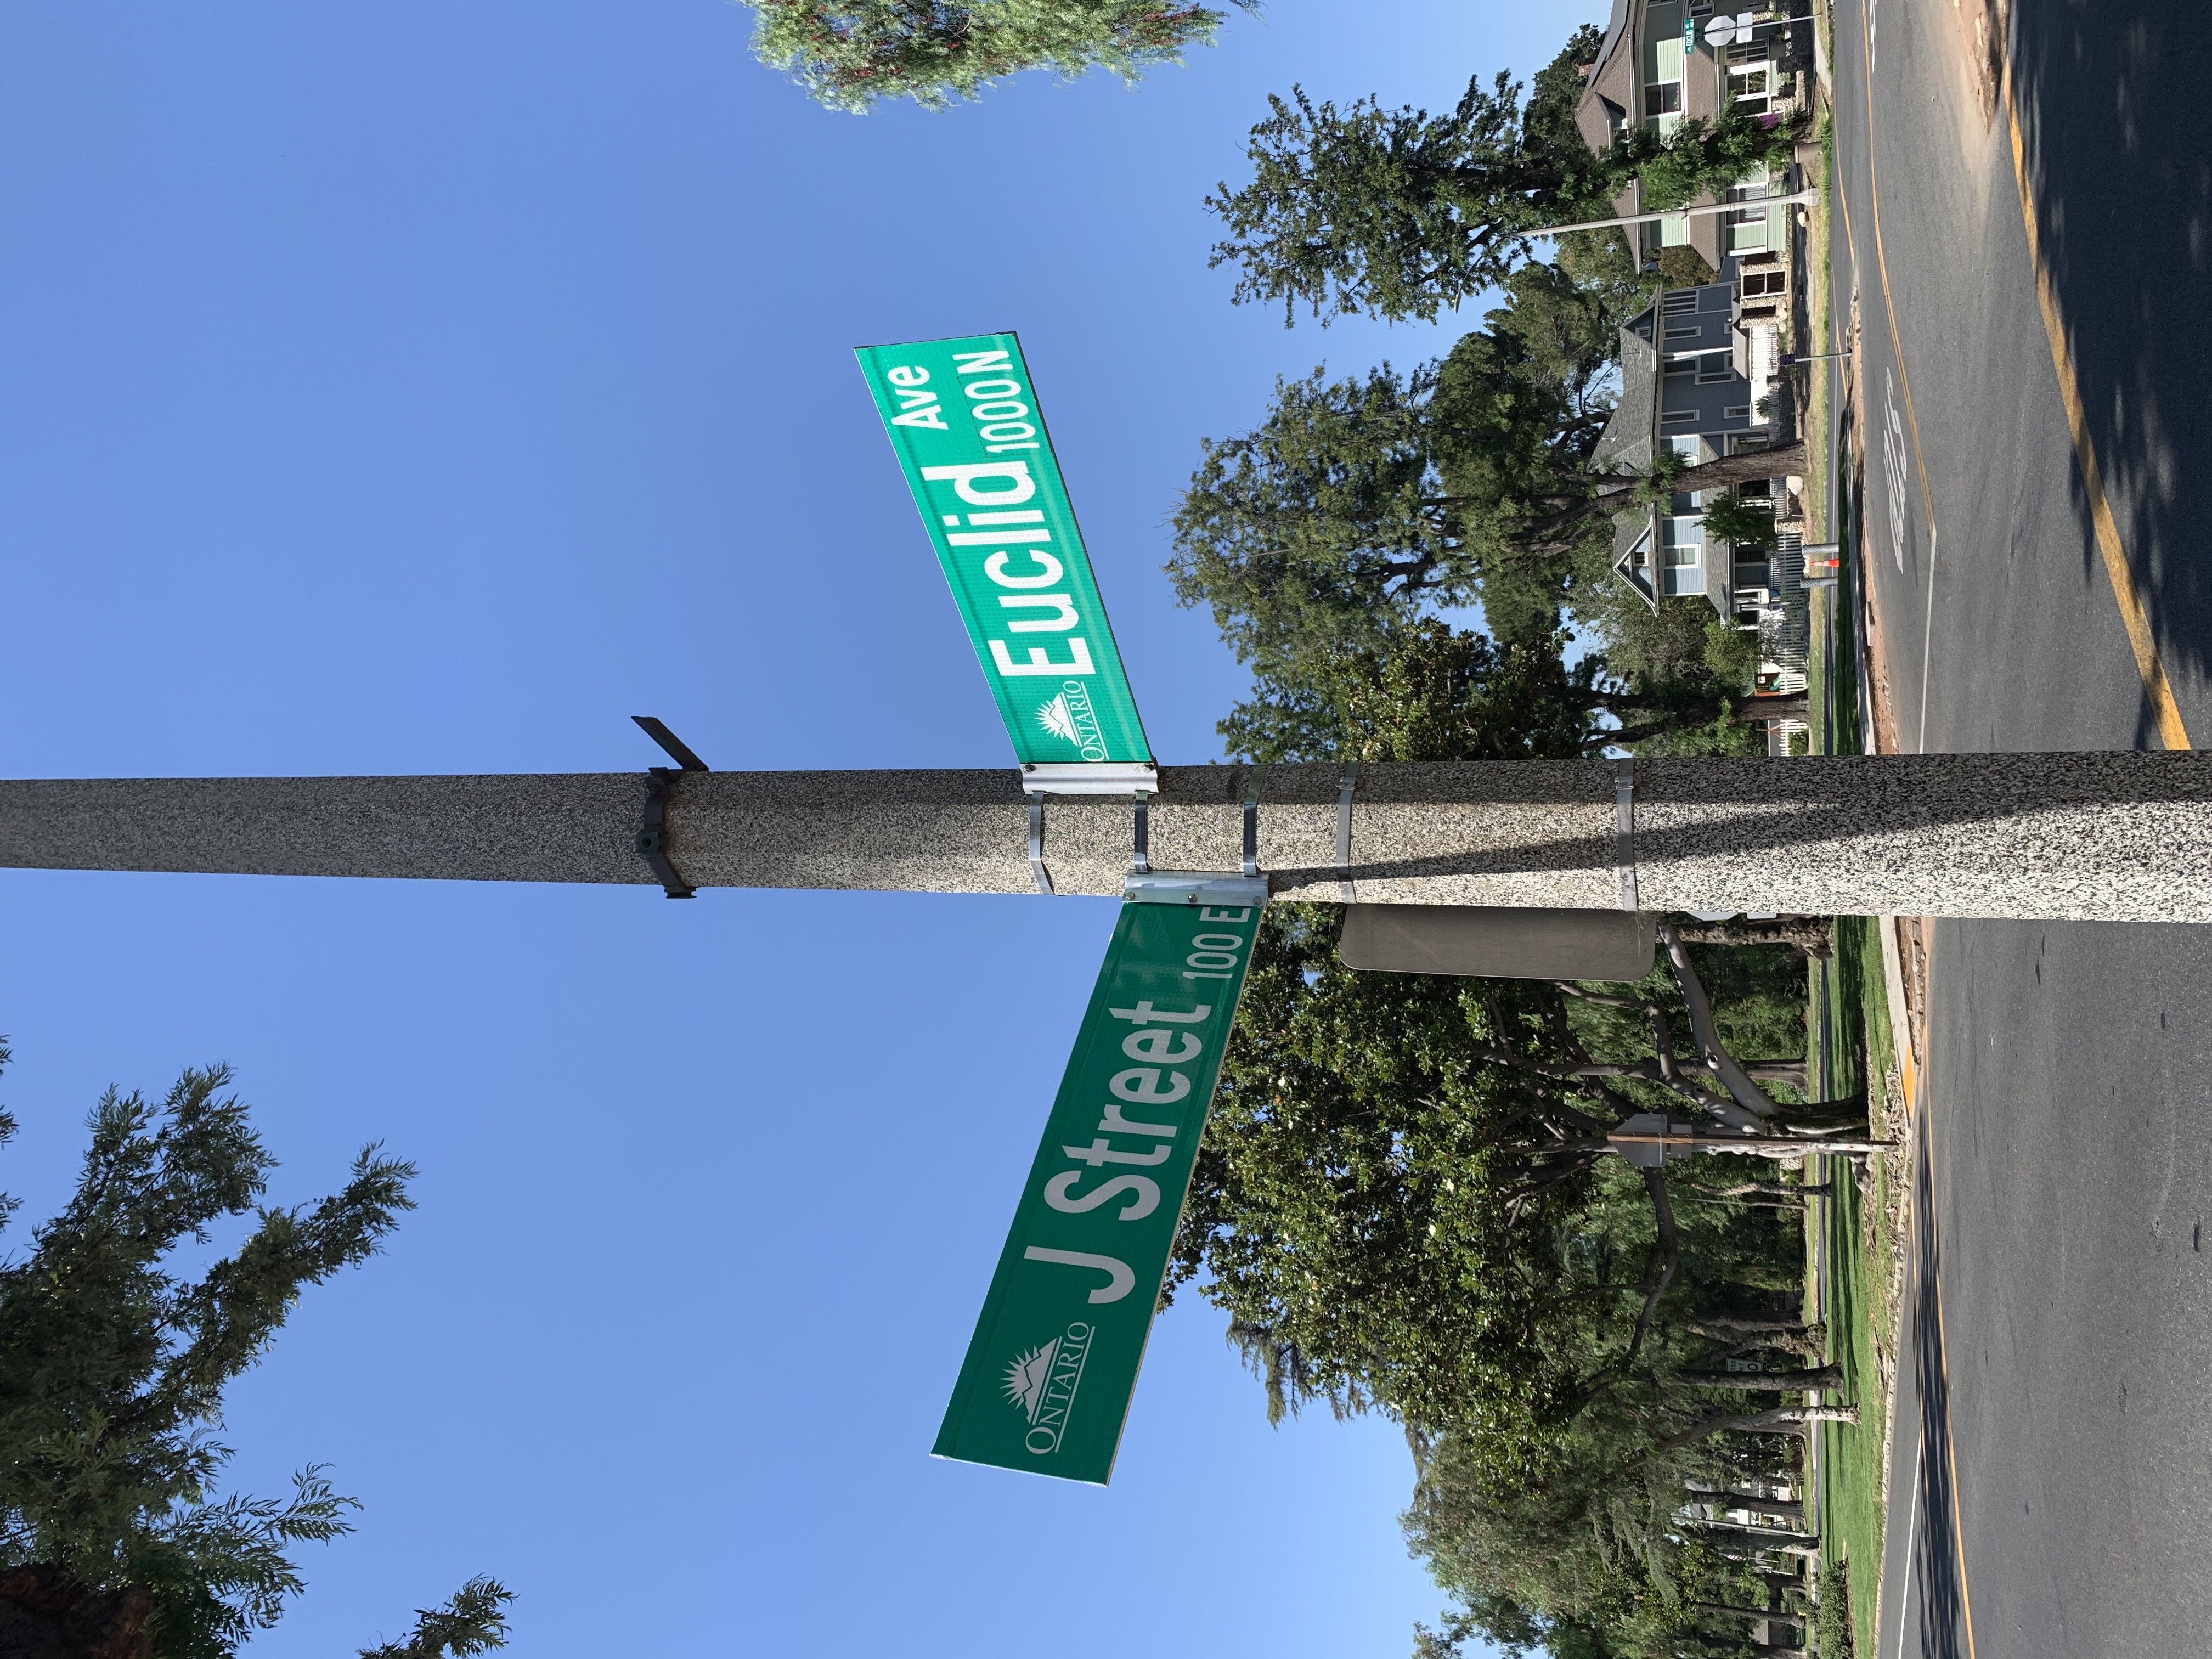 Euclid Ave
1000 N
ONTARIO
J Street 100 E
ONTARIO